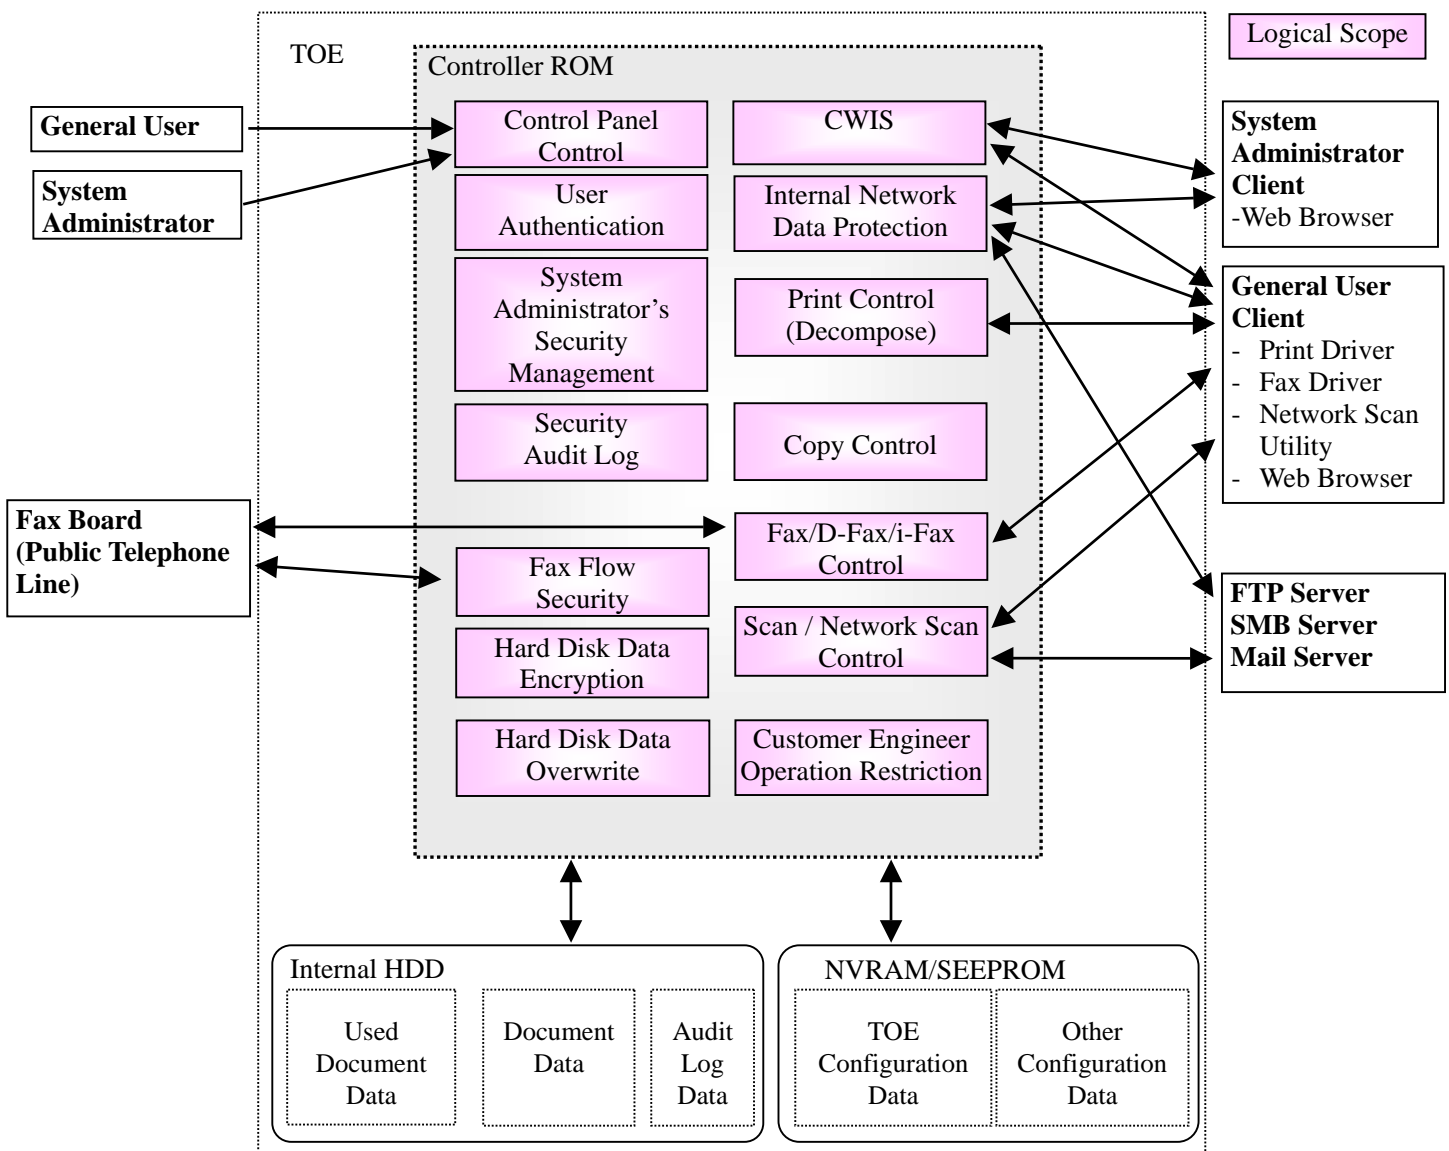 TOE
Logical Scope
Controller ROM
General User
System
Administrator
Control Panel
Control
CWIS
User
Authentication
Internal Network
Data Protection
System
Administrator’s
Security
Management
Print Control
(Decompose)
Security
Audit Log
Copy Control
Fax Board
(Public Telephone
Line)
Fax/D-Fax/i-Fax
Control
Fax Flow
Security
Scan / Network Scan
Control
Hard Disk Data
Encryption
Hard Disk Data
Overwrite
Customer Engineer
Operation Restriction
System
Administrator
Client
-Web Browser
General User
Client
- Print Driver
- Fax Driver
- Network Scan
Utility
- Web Browser
FTP Server
SMB Server
Mail Server
Internal HDD
Used
Document
Data
Document
Data
Audit
Log
Data
NVRAM/SEEPROM
TOE
Configuration
Data
Other
Configuration
Data